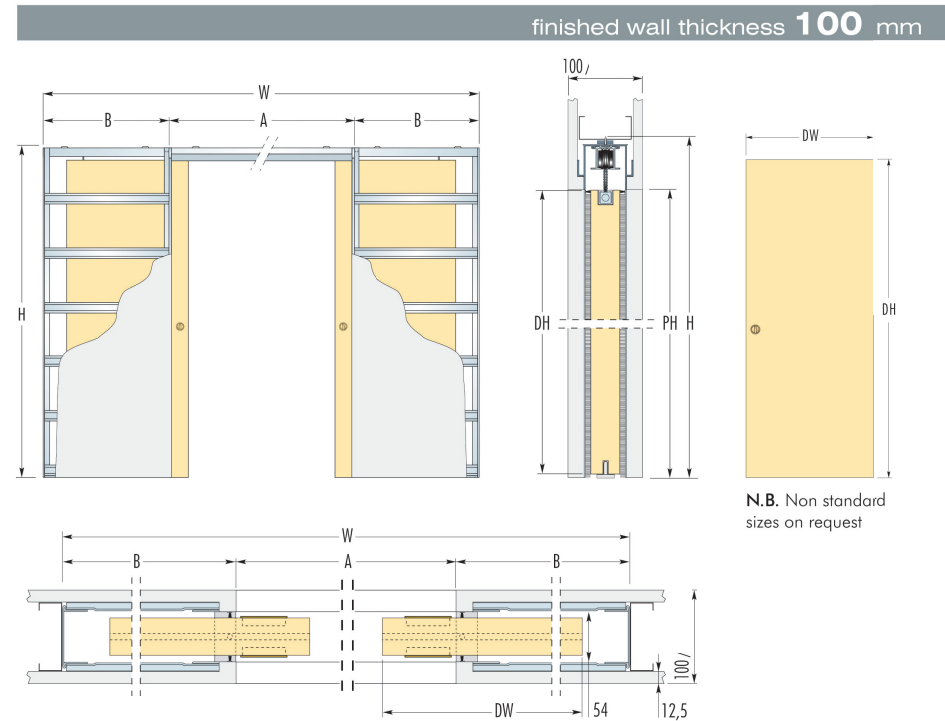 finished wall thickness 100 mm
W
B A B
H
100/
DH PH H
DW
DH
N.B. Non standard
sizes on request
W
B A B
100/
DW 54 12,5